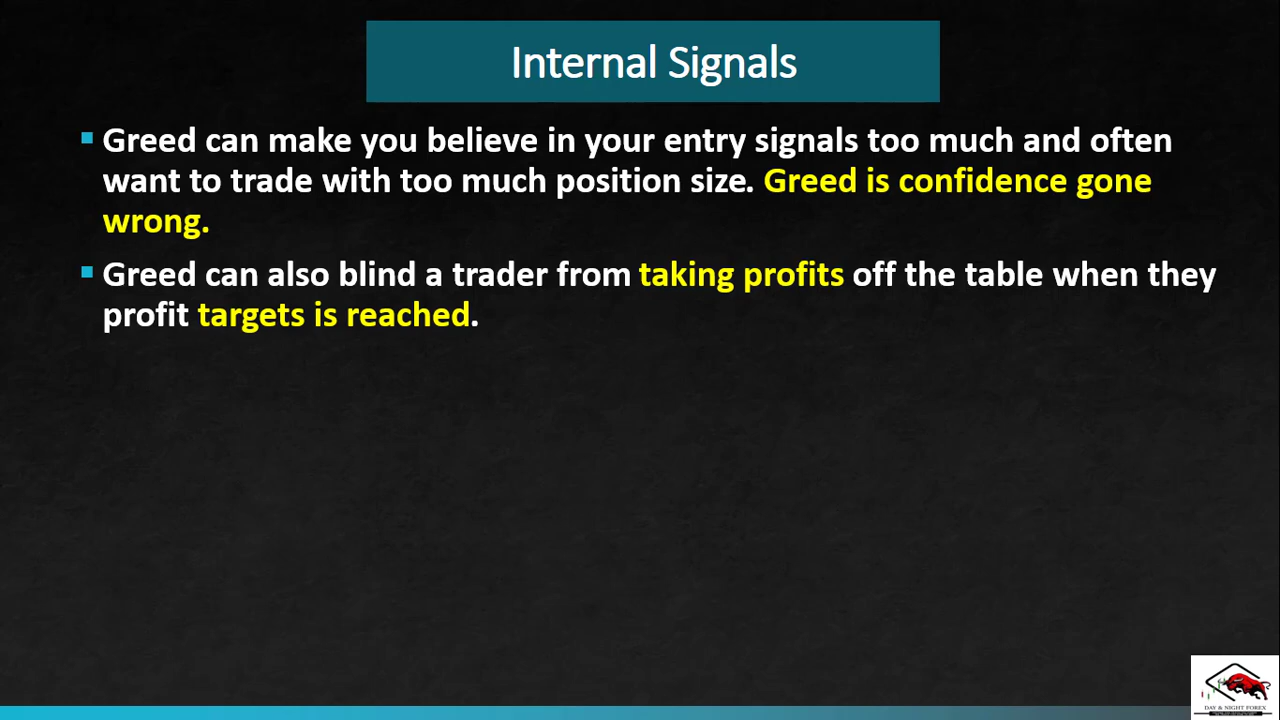 Internal Signals
Greed can make you believe in your entry signals too much and often
want to trade with too much position size. Greed is confidence gone
wrong.
Greed can also blind a trader from taking profits off the table when they
profit targets is reached.
DAY & NIGHT FOREX